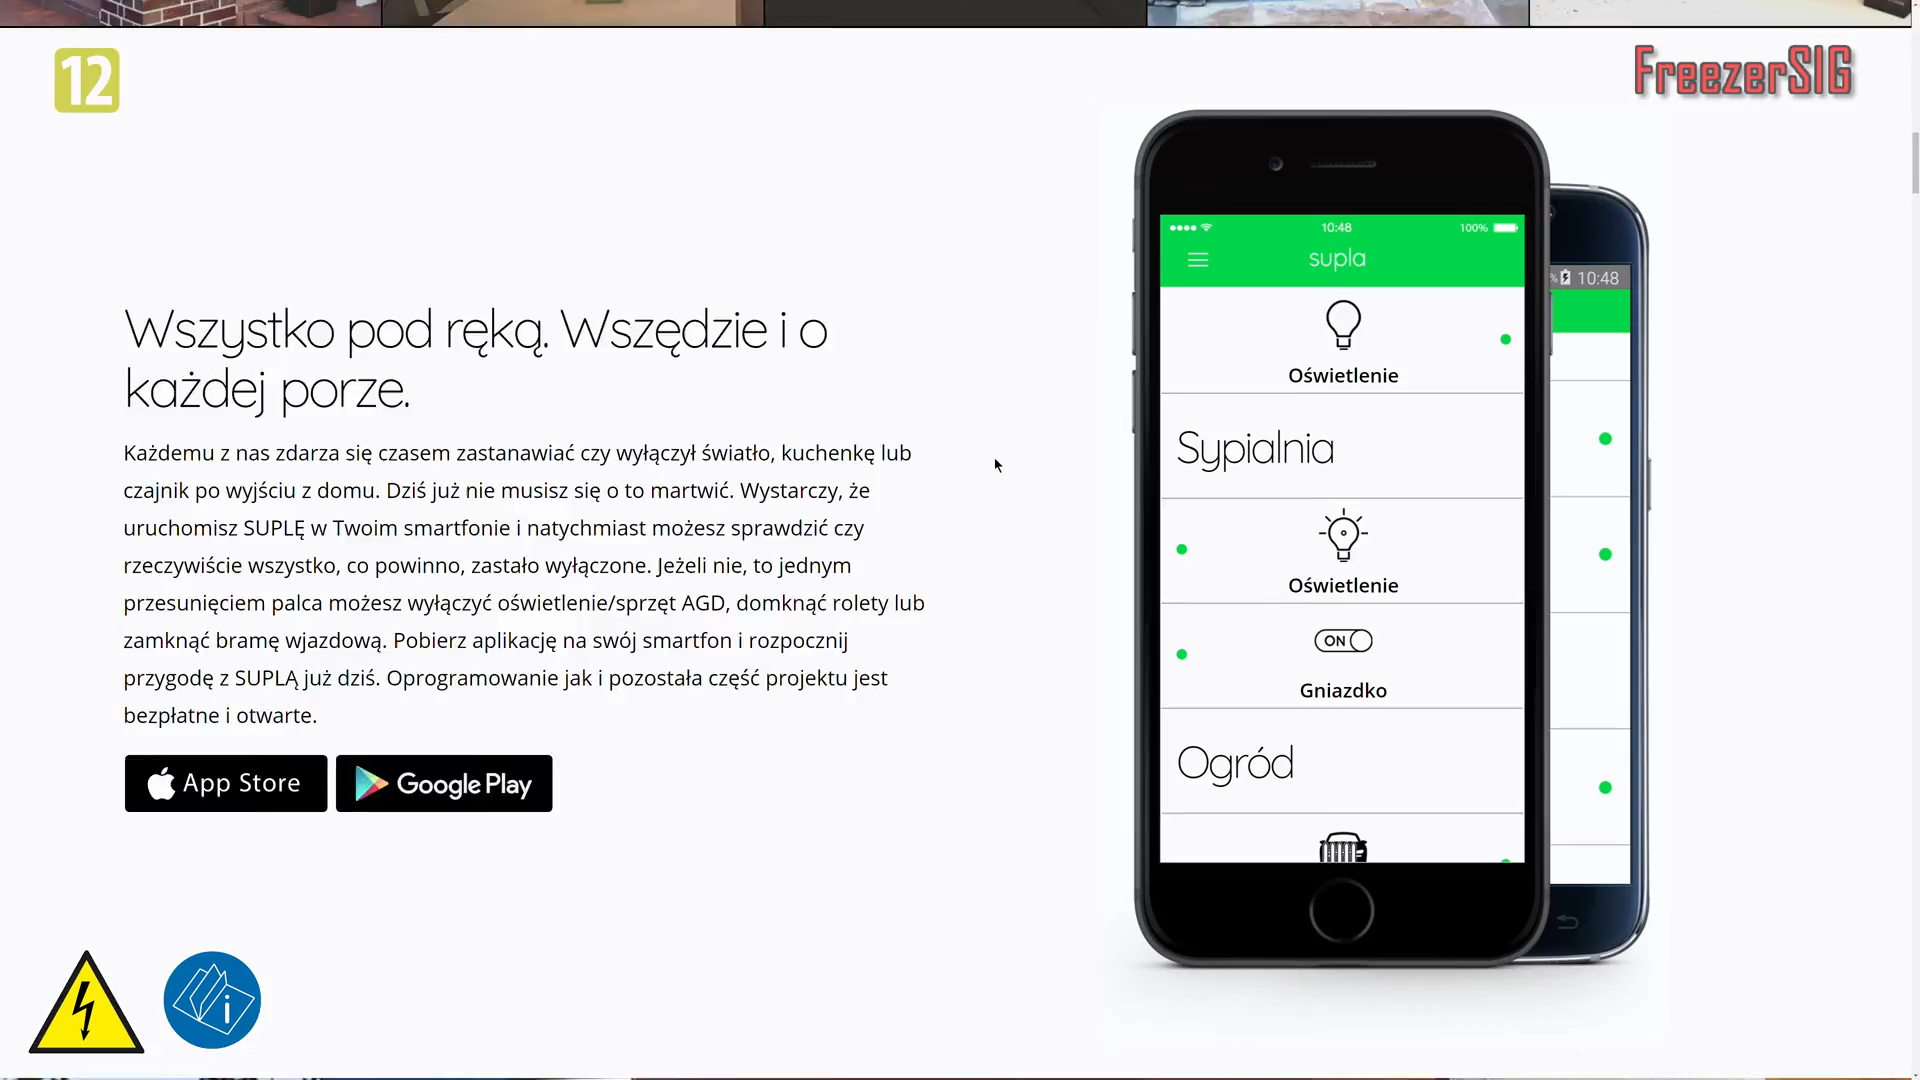 12
FreezerSIG
Wszystko pod ręką. Wszędzie i o
każdej porze.
Każdemu z nas zdarza się czasem zastanawiać czy wyłączył światło, kuchenkę lub
czajnik po wyjściu z domu. Dziś już nie musisz się o to martwić. Wystarczy, że
uruchomisz SUPLĘ w Twoim smartfonie i natychmiast możesz sprawdzić czy
rzeczywiście wszystko, co powinno, zastało wyłączone. Jeżeli nie, to jednym
przesunięciem palca możesz wyłączyć oświetlenie/sprzęt AGD, domknąć rolety lub
zamknąć bramę wjazdową. Pobierz aplikację na swój smartfon i rozpocznij
przygodę z SUPLĄ już dziś. Oprogramowanie jak i pozostała część projektu jest
bezpłatne i otwarte.
App Store
Google Play
10:48
100%
supla
Oświetlenie
Sypialnia
Oświetlenie
ON
Gniazdko
Ogród
% 10:48
i